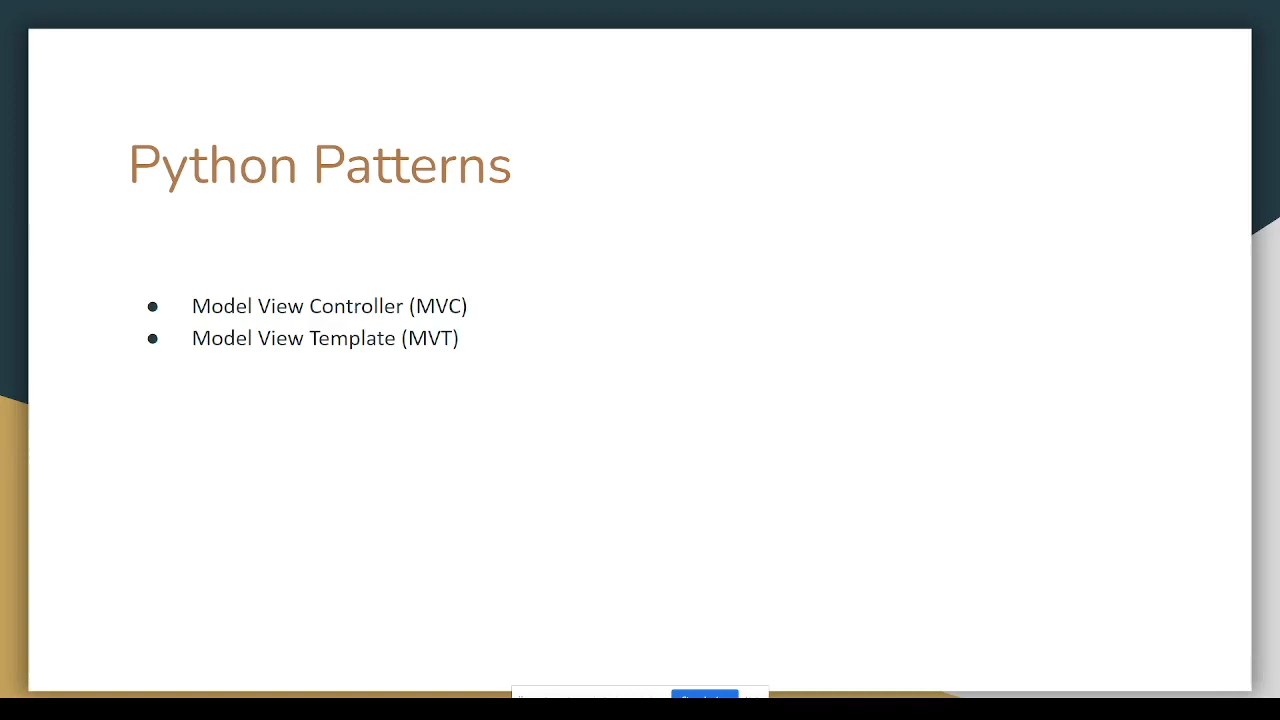 Python Patterns
● Model View Controller (MVC)
● Model View Template (MVT)